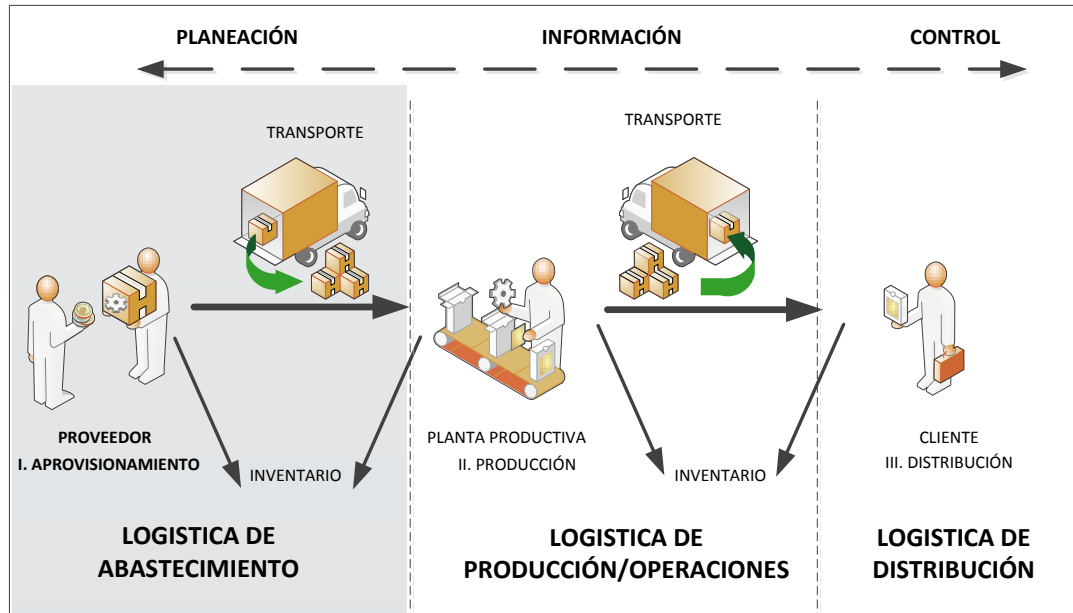 PLANEACIÓN
INFORMACIÓN
CONTROL
TRANSPORTE
TRANSPORTE
PROVEEDOR
I. APROVISIONAMIENTO
INVENTARIO
PLANTA PRODUCTIVA
II. PRODUCCIÓN
INVENTARIO
CLIENTE
III. DISTRIBUCIÓN
LOGISTICA DE
ABASTECIMIENTO
LOGISTICA DE
PRODUCCIÓN/OPERACIONES
LOGISTICA DE
DISTRIBUCIÓN